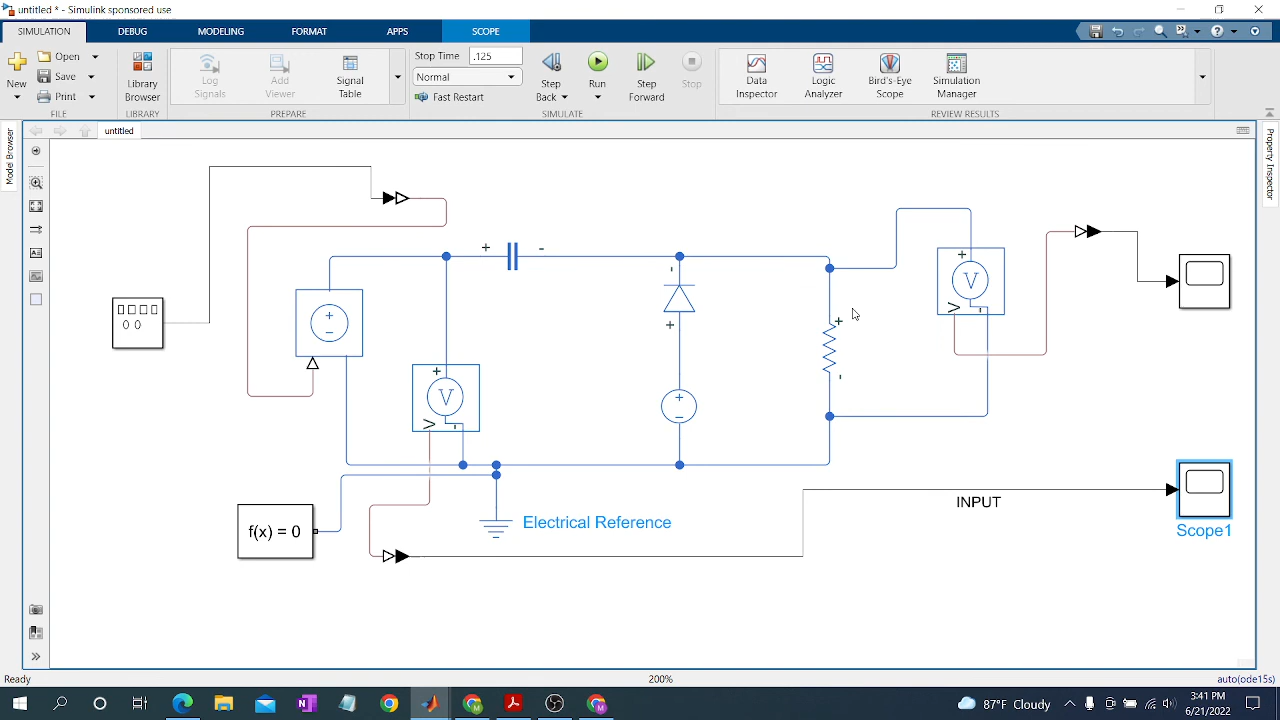 untitled * - Simulink sponsored use
SIMULATION DEBUG MODELING FORMAT APPS SCOPE
New
Open
Save
Print
FILE
Library
Browser
LIBRARY
Log
Signals
Add
Viewer
Signal
Table
PREPARE
Stop Time .125
Normal
Fast Restart
Step
Back
Run
Step
Forward
Stop
SIMULATE
Data
Inspector
Logic
Analyzer
Bird's-Eye
Scope
Simulation
Manager
REVIEW RESULTS
untitled
Model Browser
Property Inspector
+ -
V
+
-
V
+
-
+
-
V
+
-
V
+
-
+
-
+
-
f(x) = 0
Electrical Reference
INPUT
Scope1
Ready 200% auto(ode15s)
87°F Cloudy
3:41 PM
6/21/2022